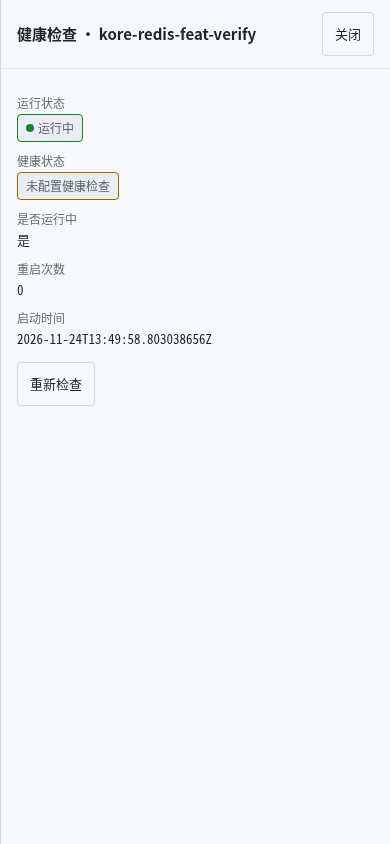 健康检查 · kore-redis-feat-verify
关闭
运行状态
运行中
健康状态
未配置健康检查
是否运行中
是
重启次数
0
启动时间
2026-11-24T13:49:58.803038656Z
重新检查